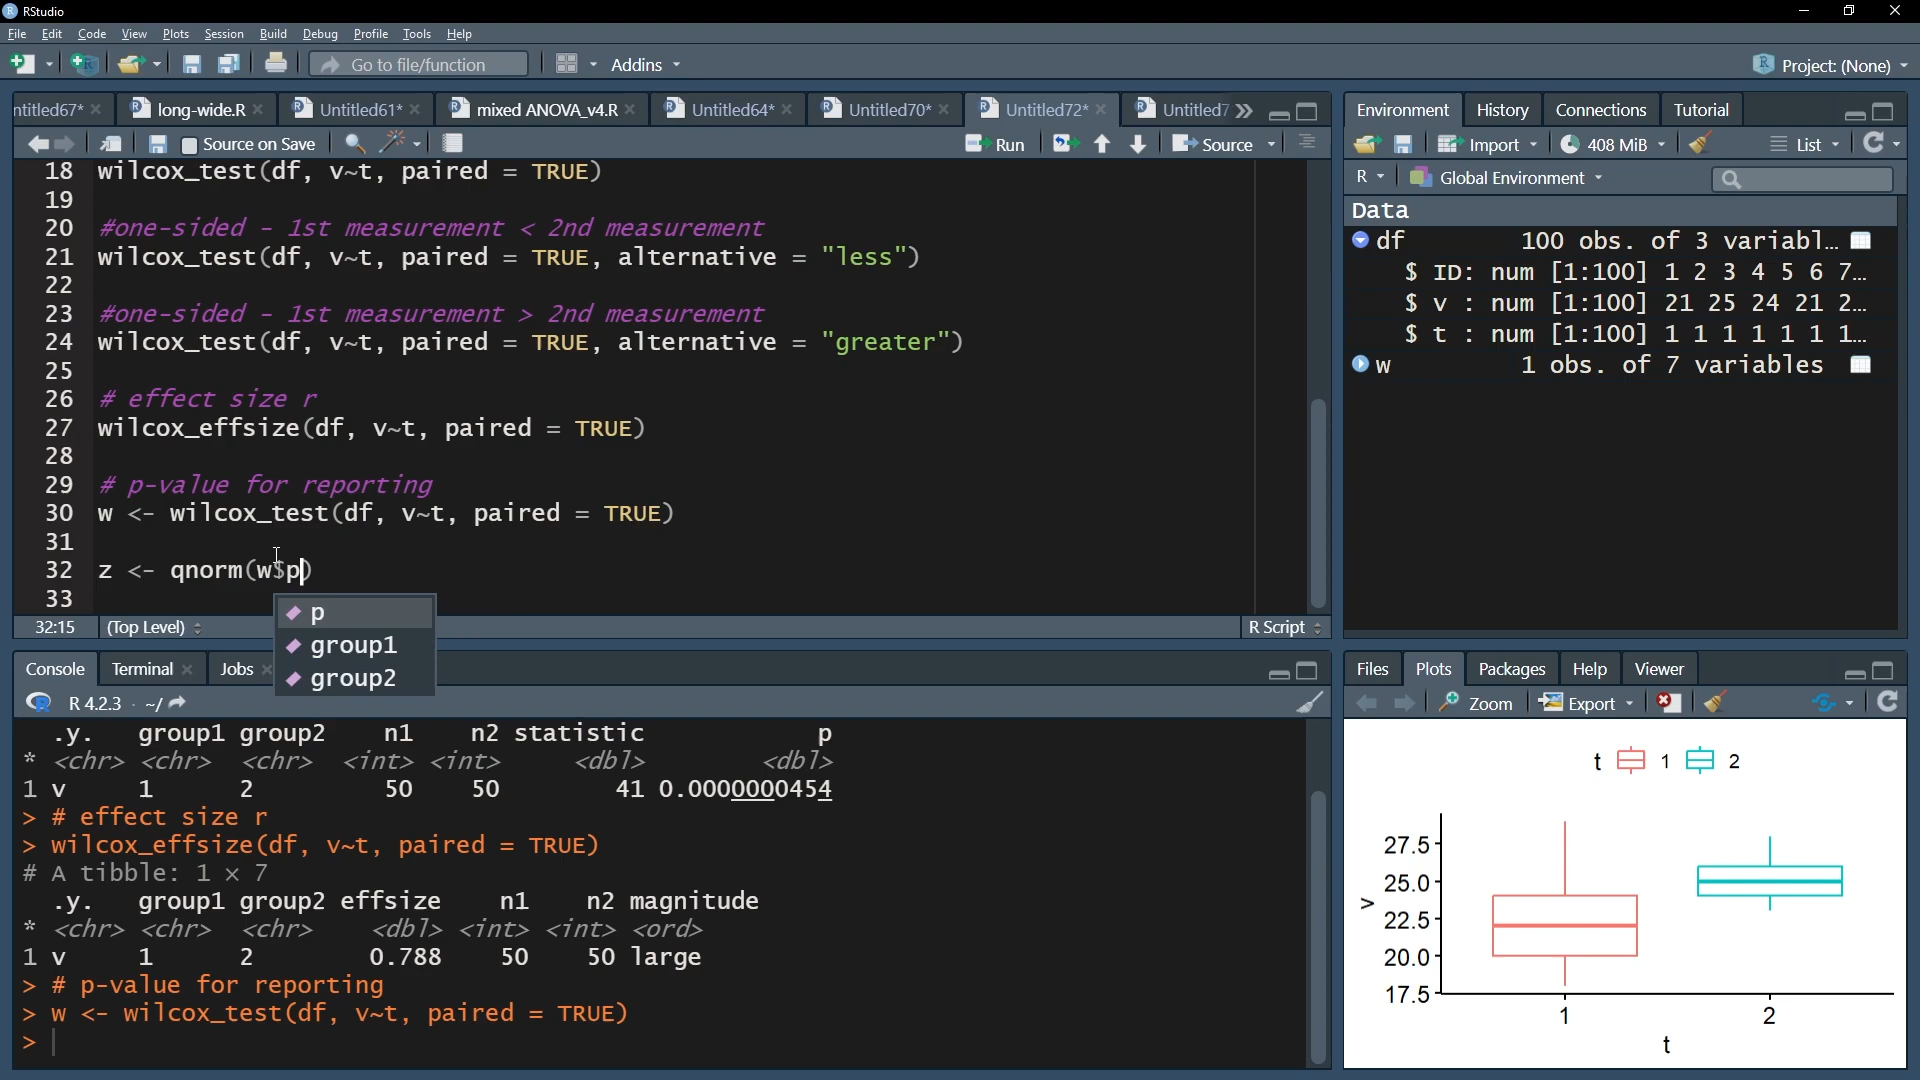 RStudio
File Edit Code View Plots Session Build Debug Profile Tools Help
Go to file/function Addins Project: (None)
ntitled67* long-wide.R Untitled61* mixed ANOVA_v4.R Untitled64* Untitled70* Untitled72* Untitled7
Source on Save Run Source
18 wilcox_test(df, v~t, paired = TRUE)
19
20 #one-sided - 1st measurement < 2nd measurement
21 wilcox_test(df, v~t, paired = TRUE, alternative = "less")
22
23 #one-sided - 1st measurement > 2nd measurement
24 wilcox_test(df, v~t, paired = TRUE, alternative = "greater")
25
26 # effect size r
27 wilcox_effsize(df, v~t, paired = TRUE)
28
29 # p-value for reporting
30 w <- wilcox_test(df, v~t, paired = TRUE)
31
32 z <- qnorm(w$p)
33
p
group1
group2
32:15 (Top Level) R Script
Console Terminal Jobs
R 4.2.3 · ~/
.y. group1 group2 n1 n2 statistic p
* <chr> <chr> <chr> <int> <int> <dbl> <dbl>
1 v 1 2 50 50 41 0.0000000454
> # effect size r
> wilcox_effsize(df, v~t, paired = TRUE)
# A tibble: 1 × 7
.y. group1 group2 effsize n1 n2 magnitude
* <chr> <chr> <chr> <dbl> <int> <int> <ord>
1 v 1 2 0.788 50 50 large
> # p-value for reporting
> w <- wilcox_test(df, v~t, paired = TRUE)
>
Environment History Connections Tutorial
Import 408 MiB List
R Global Environment
Data
df 100 obs. of 3 variabl…
$ ID: num [1:100] 1 2 3 4 5 6 7…
$ v : num [1:100] 21 25 24 21 2…
$ t : num [1:100] 1 1 1 1 1 1 1…
w 1 obs. of 7 variables
Files Plots Packages Help Viewer
Zoom Export
t 1 2
27.5
25.0
22.5
20.0
17.5
v
1 2
t